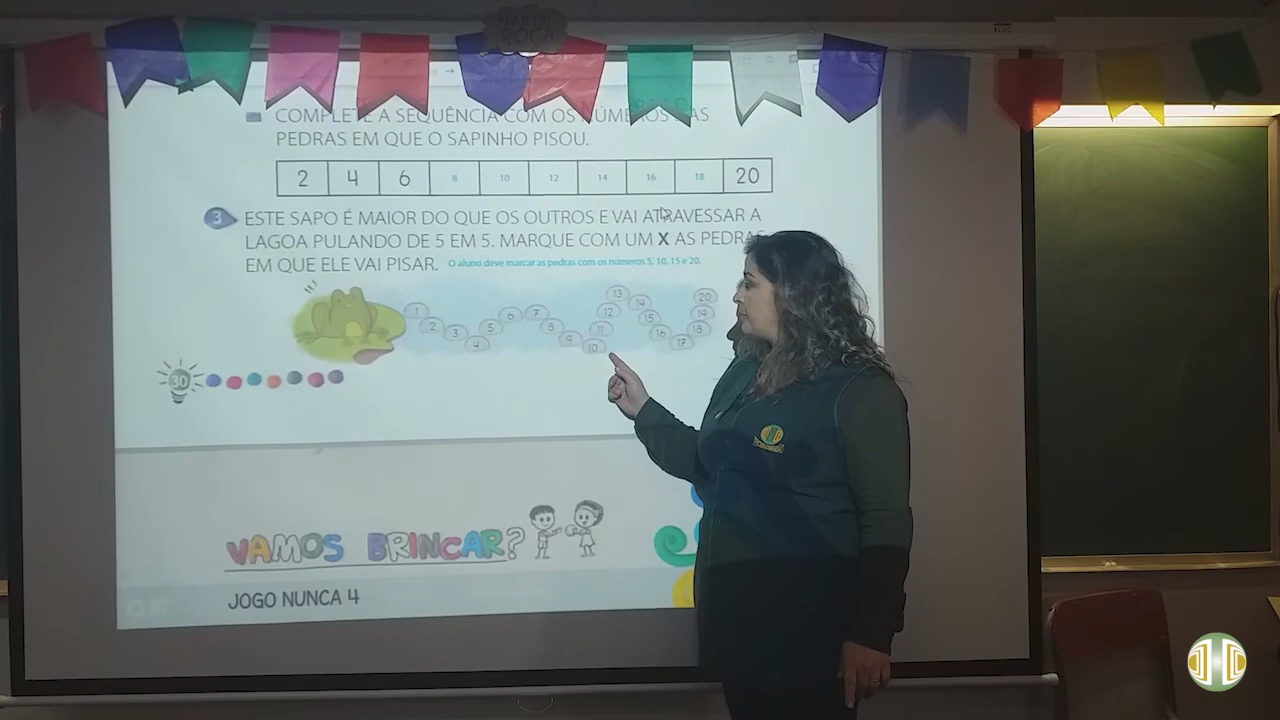 MARTIN
ROCA
COMPLETE A SEQUÊNCIA COM OS NÚMEROS DAS
PEDRAS EM QUE O SAPINHO PISOU.
2 4 6 8 10 12 14 16 18 20
3 ESTE SAPO É MAIOR DO QUE OS OUTROS E VAI ATRAVESSAR A
LAGOA PULANDO DE 5 EM 5. MARQUE COM UM X AS PEDRAS
EM QUE ELE VAI PISAR. O aluno deve marcar as pedras com os números 5, 10, 15 e 20.
1 2 3 4 5 6 7 8 9 10 11 12 13 14 15 16 17 18 19 20
30
VAMOS BRINCAR?
JOGO NUNCA 4